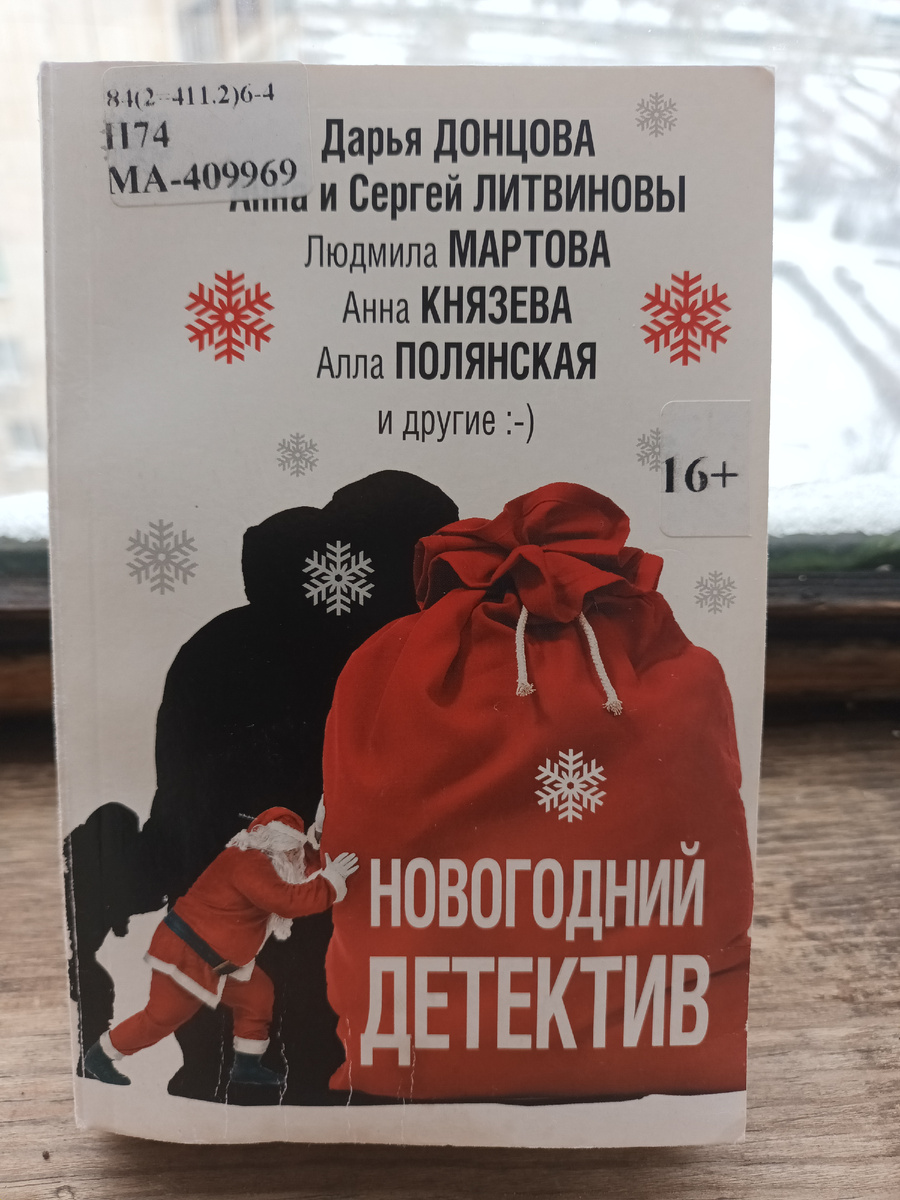 84(2=411.2)6-4
П74
МА-409969
Дарья ДОНЦОВА
Анна и Сергей ЛИТВИНОВЫ
Людмила МАРТОВА
Анна КНЯЗЕВА
Алла ПОЛЯНСКАЯ
и другие :-)
16+
НОВОГОДНИЙ
ДЕТЕКТИВ